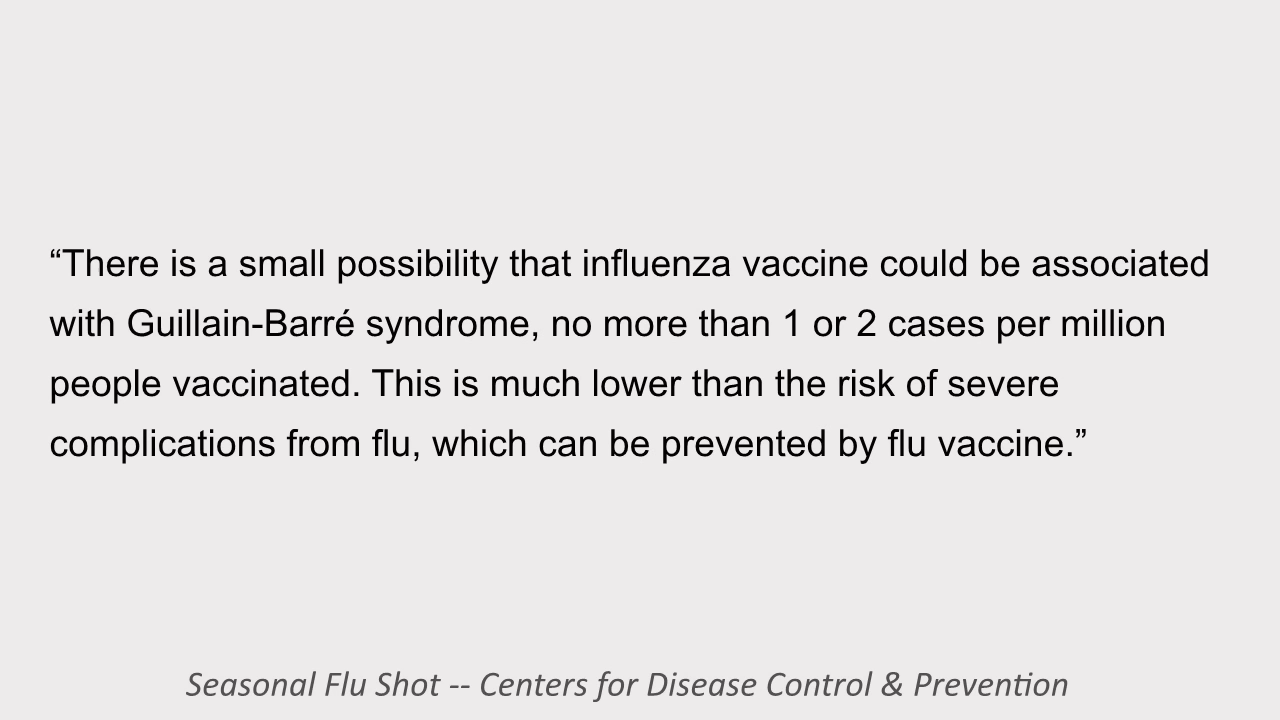 “There is a small possibility that influenza vaccine could be associated
with Guillain-Barré syndrome, no more than 1 or 2 cases per million
people vaccinated. This is much lower than the risk of severe
complications from flu, which can be prevented by flu vaccine.”
Seasonal Flu Shot -- Centers for Disease Control & Prevention